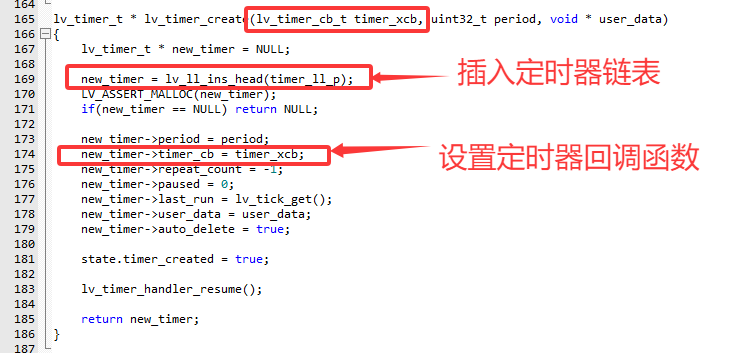 164
165 lv_timer_t * lv_timer_create(lv_timer_cb_t timer_xcb, uint32_t period, void * user_data)
166 {
167 lv_timer_t * new_timer = NULL;
168
169 new_timer = lv_ll_ins_head(timer_ll_p);
插入定时器链表
170 LV_ASSERT_MALLOC(new_timer);
171 if(new_timer == NULL) return NULL;
172
173 new_timer->period = period;
174 new_timer->timer_cb = timer_xcb;
设置定时器回调函数
175 new_timer->repeat_count = -1;
176 new_timer->paused = 0;
177 new_timer->last_run = lv_tick_get();
178 new_timer->user_data = user_data;
179 new_timer->auto_delete = true;
180
181 state.timer_created = true;
182
183 lv_timer_handler_resume();
184
185 return new_timer;
186 }
187